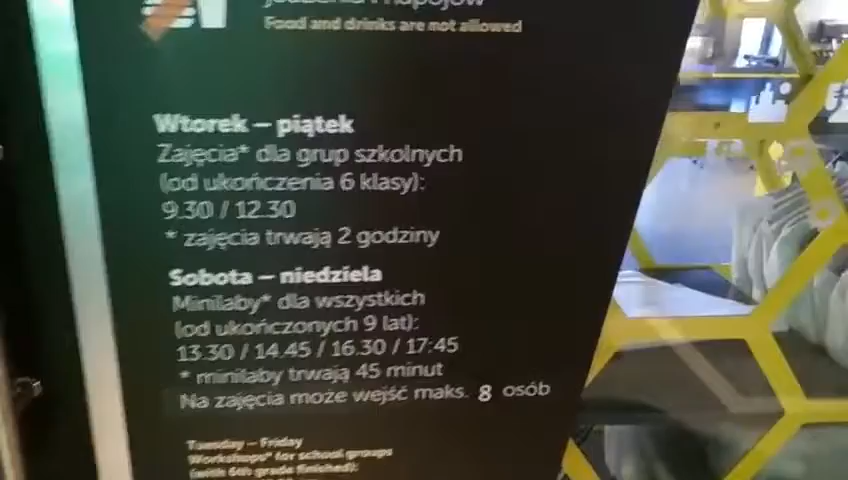 jedzenia i napojów
Food and drinks are not allowed
Wtorek – piątek
Zajęcia* dla grup szkolnych
(od ukończenia 6 klasy):
9.30 / 12.30
* zajęcia trwają 2 godziny
Sobota – niedziela
Minilaby* dla wszystkich
(od ukończonych 9 lat):
13.30 / 14.45 / 16.30 / 17:45
* minilaby trwają 45 minut
Na zajęcia może wejść maks. 8 osób
Tuesday – Friday
Workshops* for school groups
(with 6th grade finished):